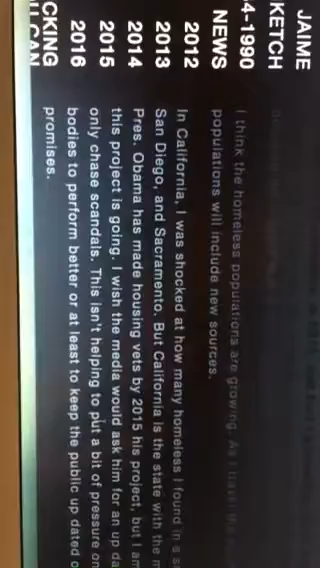 JAIME
KETCH
4-1990
NEWS
2012
2013
2014
2015
2016
CKING
U CAN
I think the homeless populations are growing. As I travel
populations will include new sources.
In California, I was shocked at how many homeless I found in a
San Diego, and Sacramento. But California is the state with the m
Pres. Obama has made housing vets by 2015 his project, but I am
this project is going. I wish the media would ask him for an up da
only chase scandals. This isn't helping to put a bit of pressure on
bodies to perform better or at least to keep the public up dated o
promises.